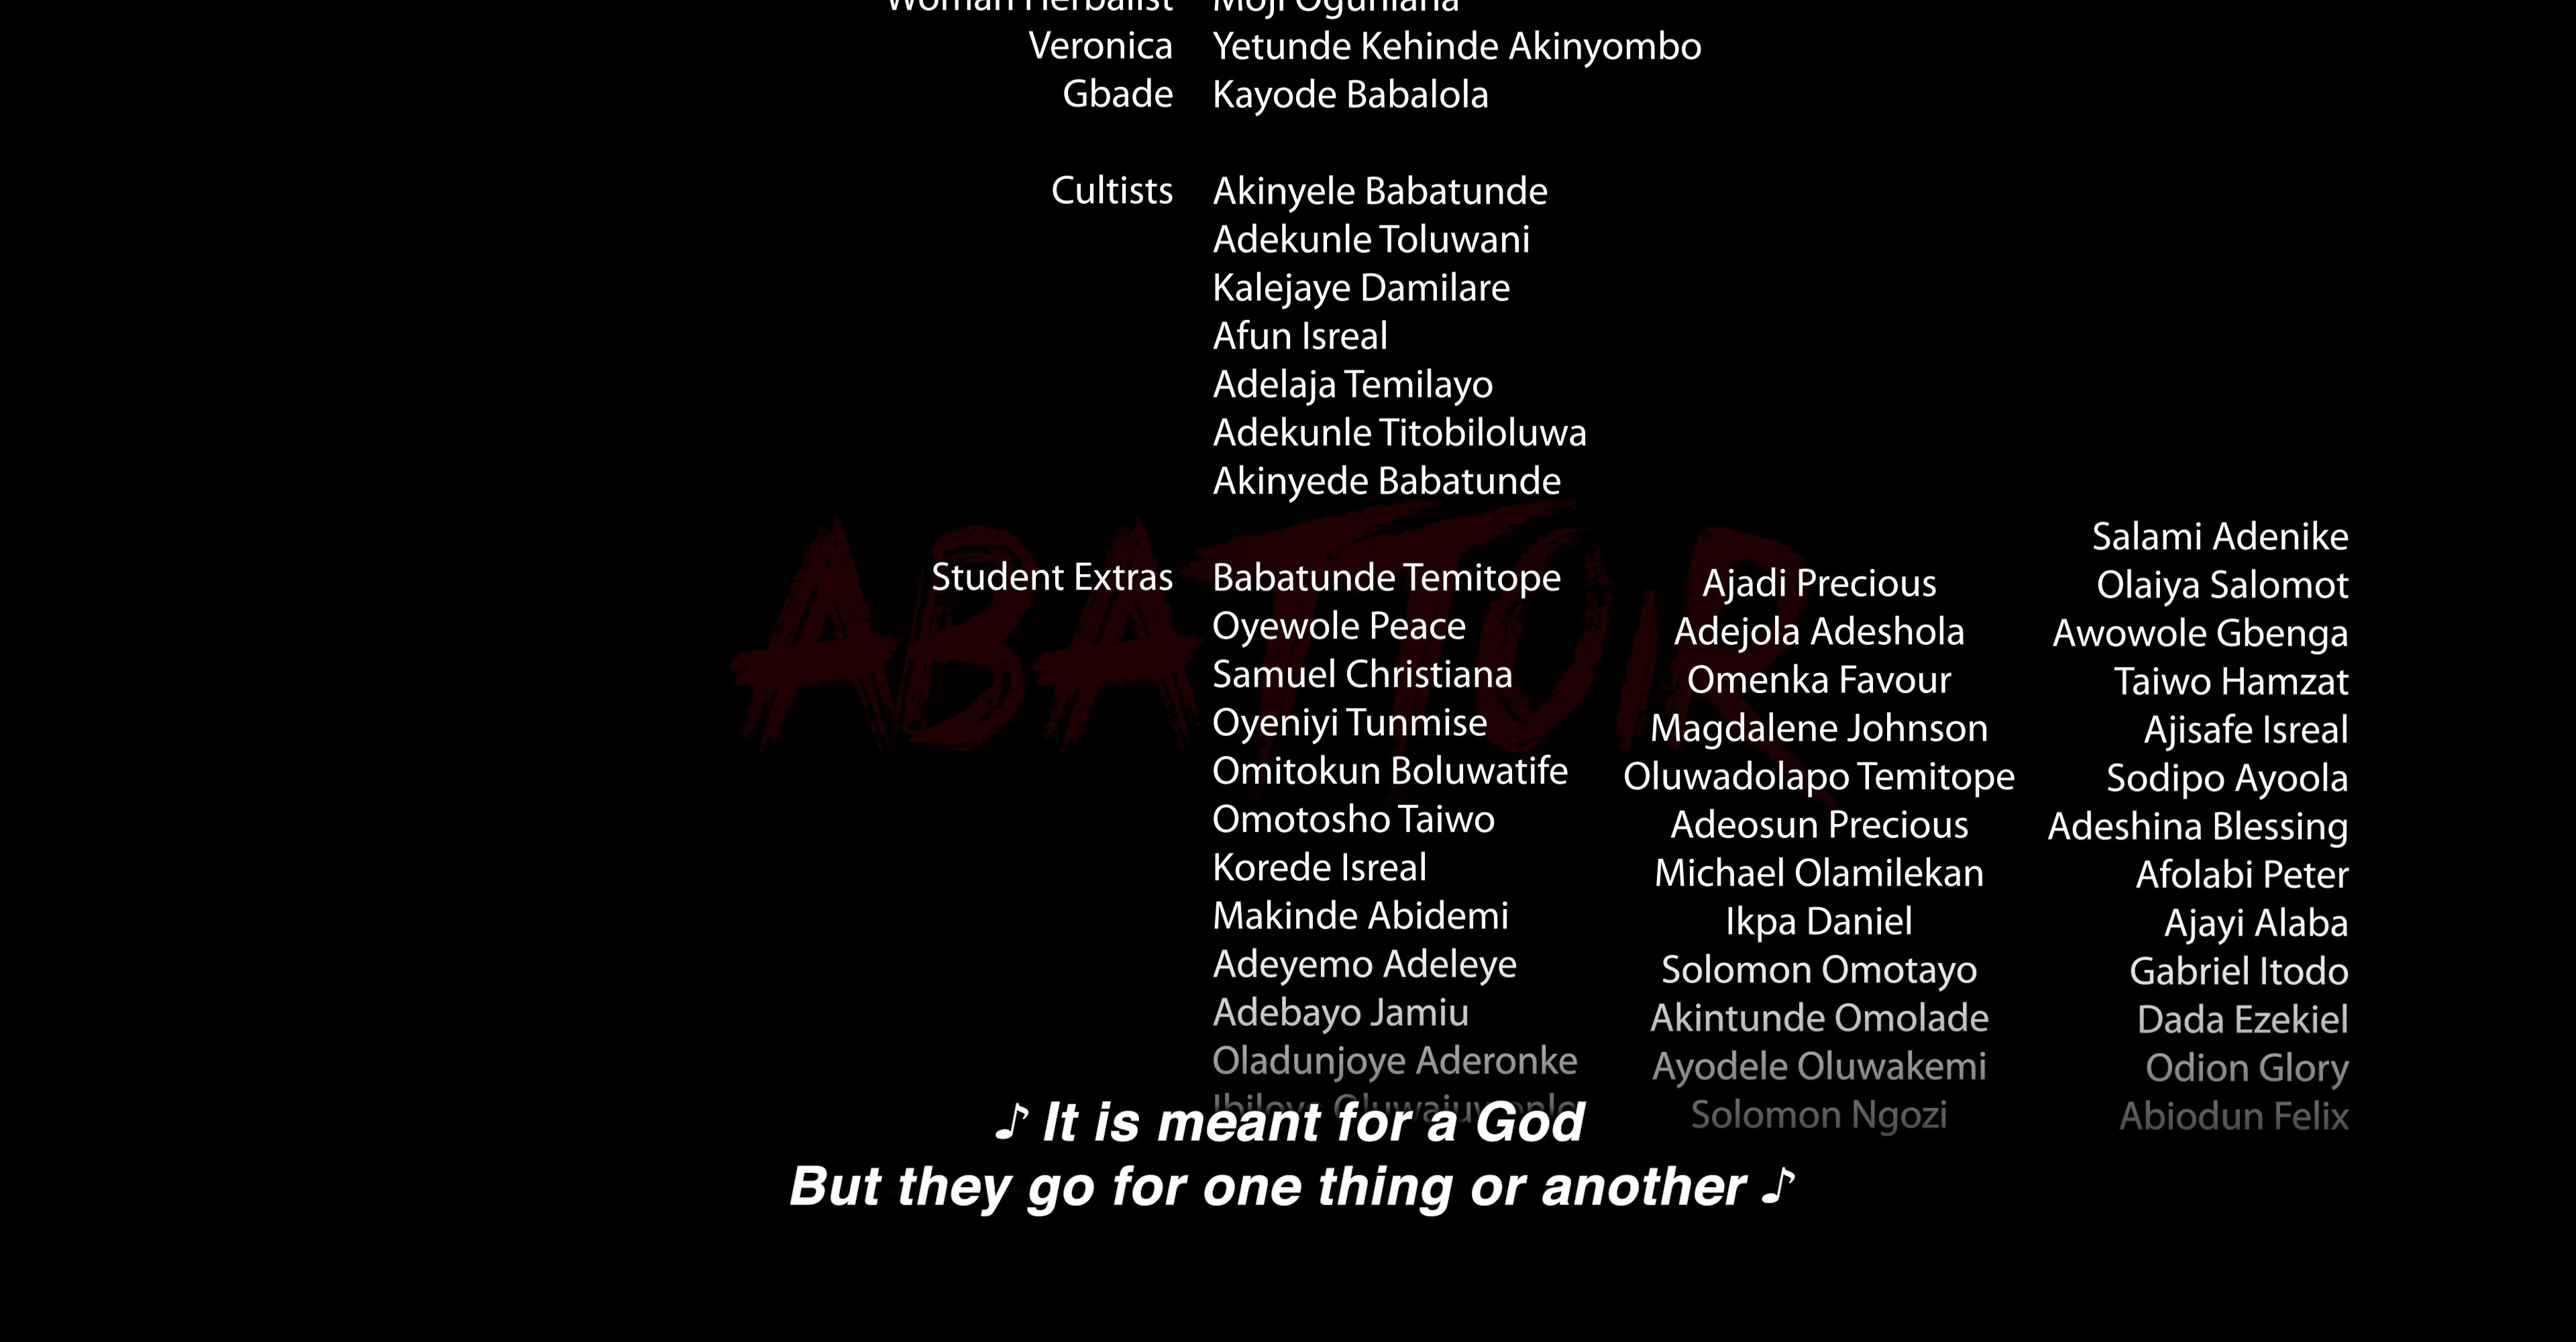 Woman Herbalist Moji Ogunlana
Veronica Yetunde Kehinde Akinyombo
Gbade Kayode Babalola
Cultists Akinyele Babatunde
Adekunle Toluwani
Kalejaye Damilare
Afun Isreal
Adelaja Temilayo
Adekunle Titobiloluwa
Akinyede Babatunde
ABATTOIR
Student Extras
Babatunde Temitope
Oyewole Peace
Samuel Christiana
Oyeniyi Tunmise
Omitokun Boluwatife
Omotosho Taiwo
Korede Isreal
Makinde Abidemi
Adeyemo Adeleye
Adebayo Jamiu
Oladunjoye Aderonke
Ajadi Precious
Adejola Adeshola
Omenka Favour
Magdalene Johnson
Oluwadolapo Temitope
Adeosun Precious
Michael Olamilekan
Ikpa Daniel
Solomon Omotayo
Akintunde Omolade
Ayodele Oluwakemi
Solomon Ngozi
Salami Adenike
Olaiya Salomot
Awowole Gbenga
Taiwo Hamzat
Ajisafe Isreal
Sodipo Ayoola
Adeshina Blessing
Afolabi Peter
Ajayi Alaba
Gabriel Itodo
Dada Ezekiel
Odion Glory
Abiodun Felix
♪ It is meant for a God
But they go for one thing or another ♪